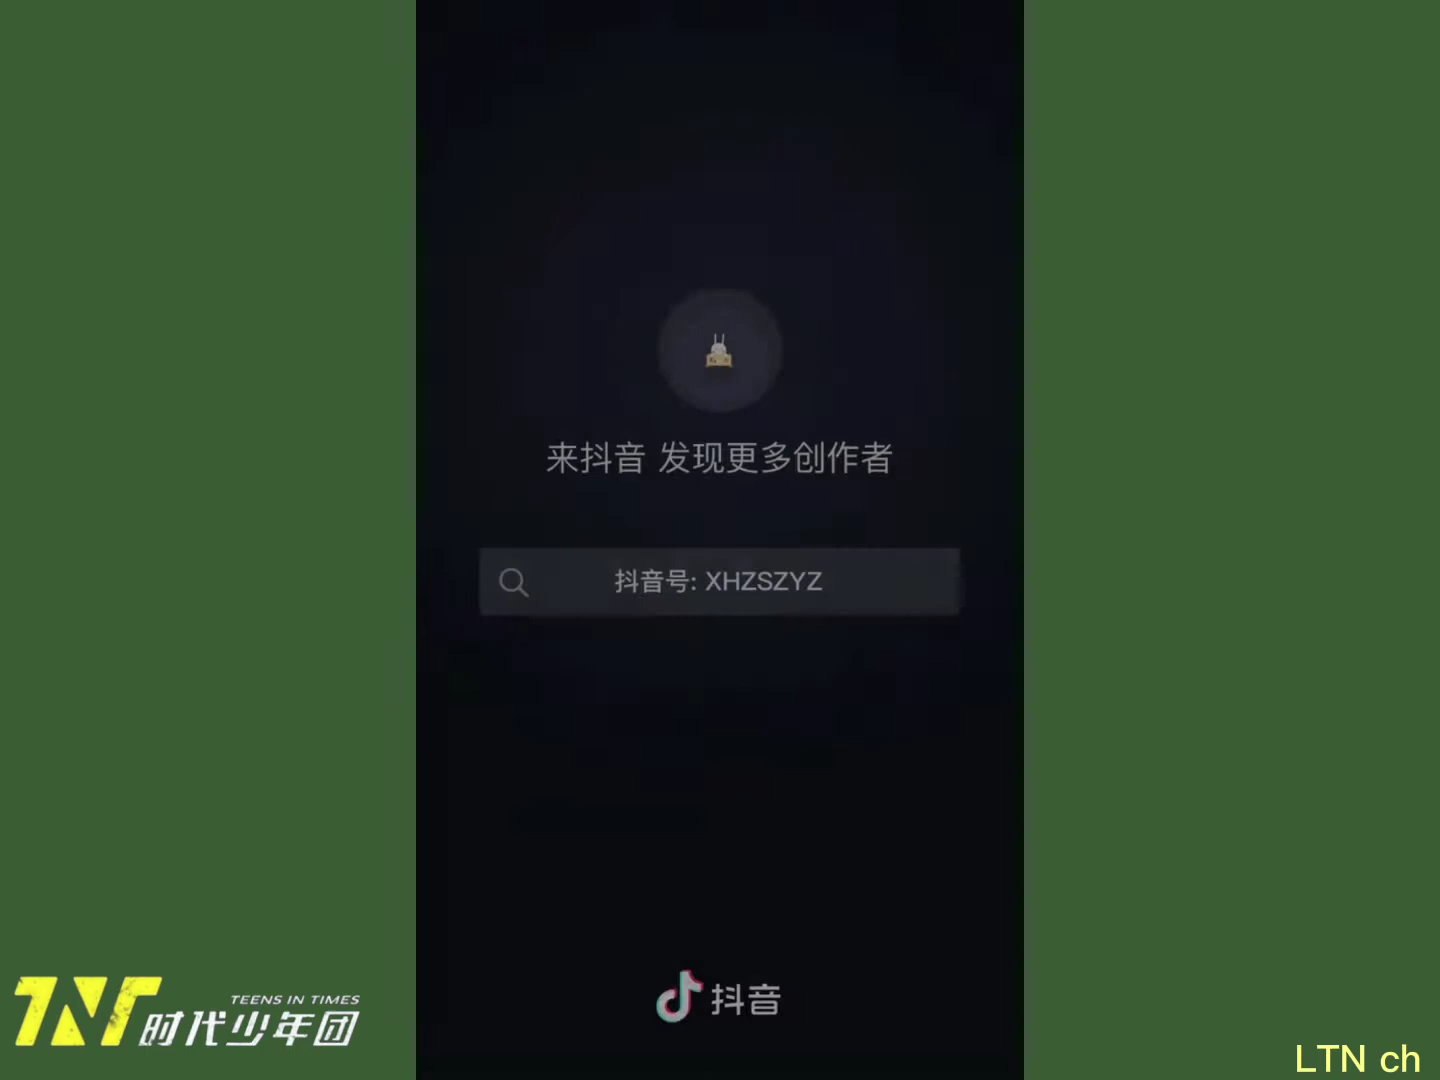 来抖音 发现更多创作者
抖音号: XHZSZYZ
抖音
TNT
TEENS IN TIMES
时代少年团
LTN ch